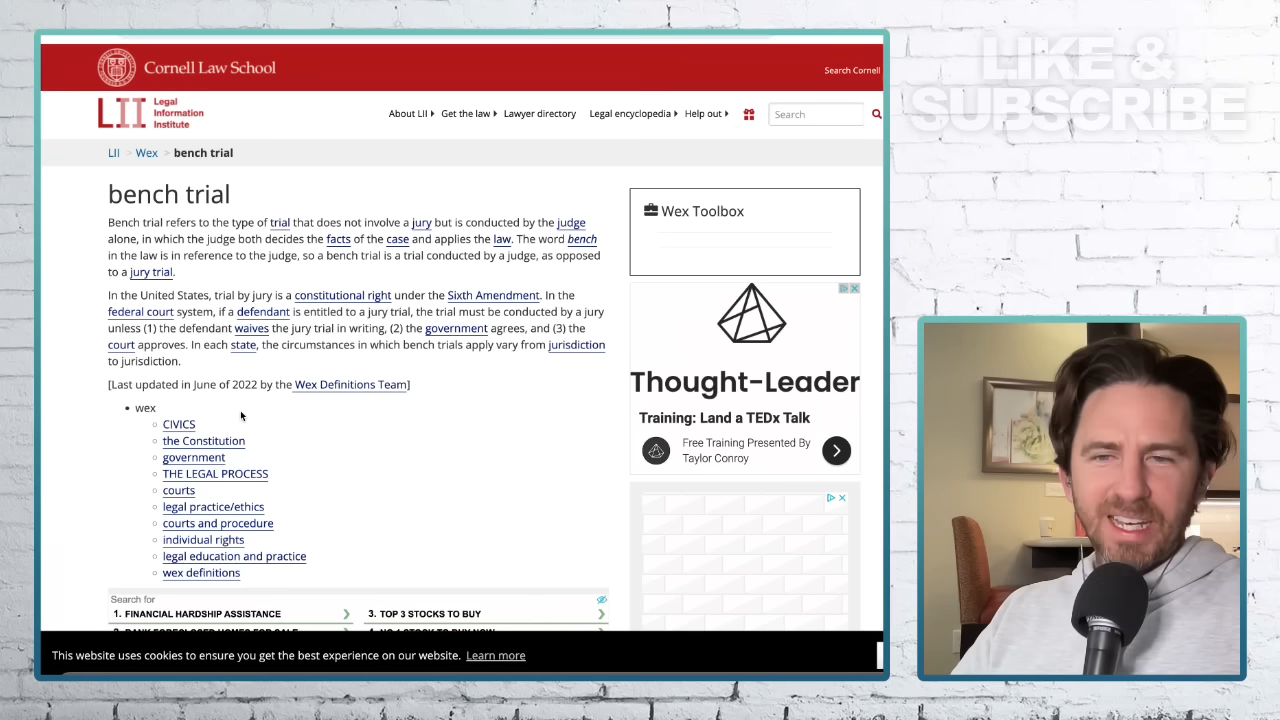 Cornell Law School
Search Cornell
LII
Legal
Information
Institute
About LII
Get the law
Lawyer directory
Legal encyclopedia
Help out
Search
LII > Wex > bench trial
bench trial
Bench trial refers to the type of trial that does not involve a jury but is conducted by the judge
alone, in which the judge both decides the facts of the case and applies the law. The word bench
in the law is in reference to the judge, so a bench trial is a trial conducted by a judge, as opposed
to a jury trial.
In the United States, trial by jury is a constitutional right under the Sixth Amendment. In the
federal court system, if a defendant is entitled to a jury trial, the trial must be conducted by a jury
unless (1) the defendant waives the jury trial in writing, (2) the government agrees, and (3) the
court approves. In each state, the circumstances in which bench trials apply vary from jurisdiction
to jurisdiction.
[Last updated in June of 2022 by the Wex Definitions Team]
wex
CIVICS
the Constitution
government
THE LEGAL PROCESS
courts
legal practice/ethics
courts and procedure
individual rights
legal education and practice
wex definitions
Wex Toolbox
Thought-Leader
Training: Land a TEDx Talk
Free Training Presented By
Taylor Conroy
Search for
1. FINANCIAL HARDSHIP ASSISTANCE
3. TOP 3 STOCKS TO BUY
This website uses cookies to ensure you get the best experience on our website. Learn more
LIKE &
SUBSCRIBE